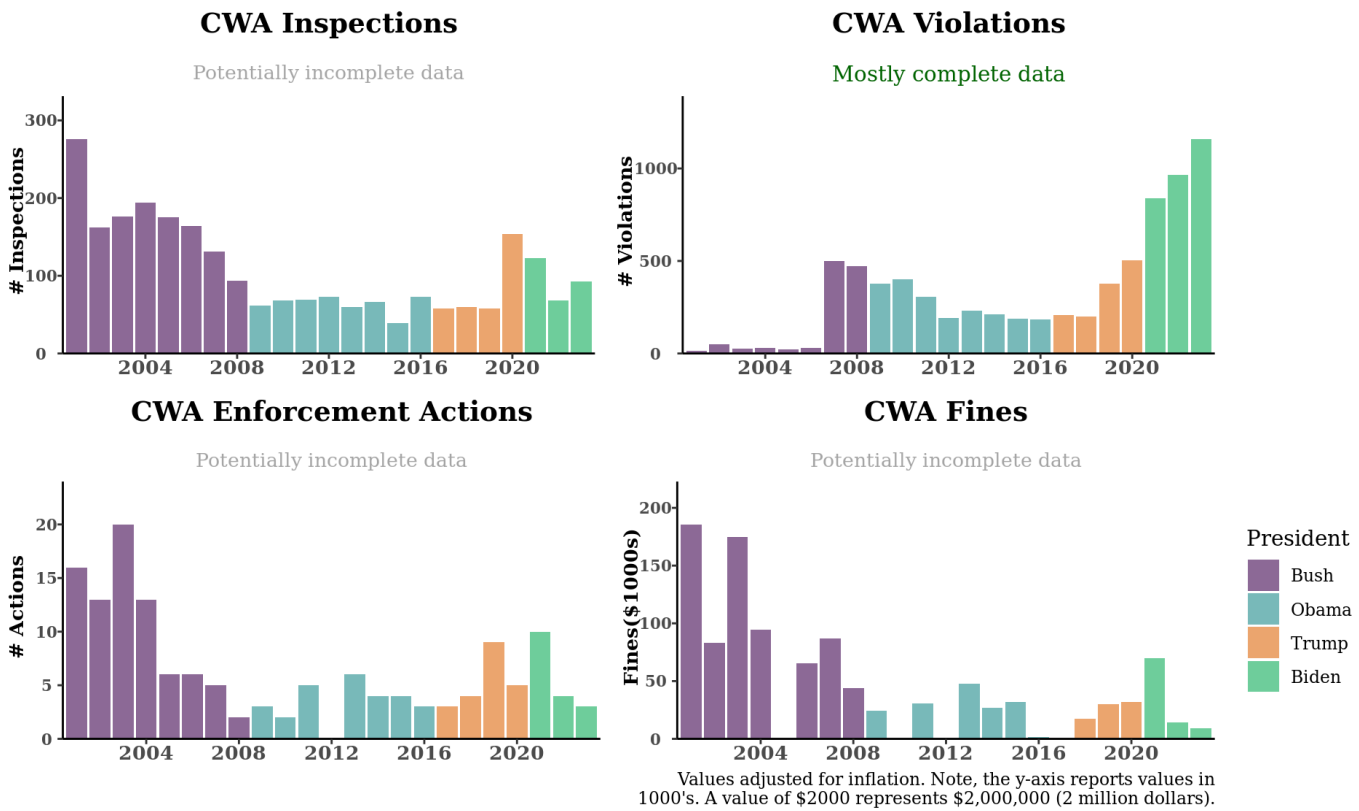 CWA Inspections
Potentially incomplete data
# Inspections
300
200
100
0
2004
2008
2012
2016
2020
CWA Violations
Mostly complete data
# Violations
1000
500
0
2004
2008
2012
2016
2020
CWA Enforcement Actions
Potentially incomplete data
# Actions
20
15
10
5
0
2004
2008
2012
2016
2020
CWA Fines
Potentially incomplete data
Fines($1000s)
200
150
100
50
0
2004
2008
2012
2016
2020
President
Bush
Obama
Trump
Biden
Values adjusted for inflation. Note, the y-axis reports values in
1000's. A value of $2000 represents $2,000,000 (2 million dollars).